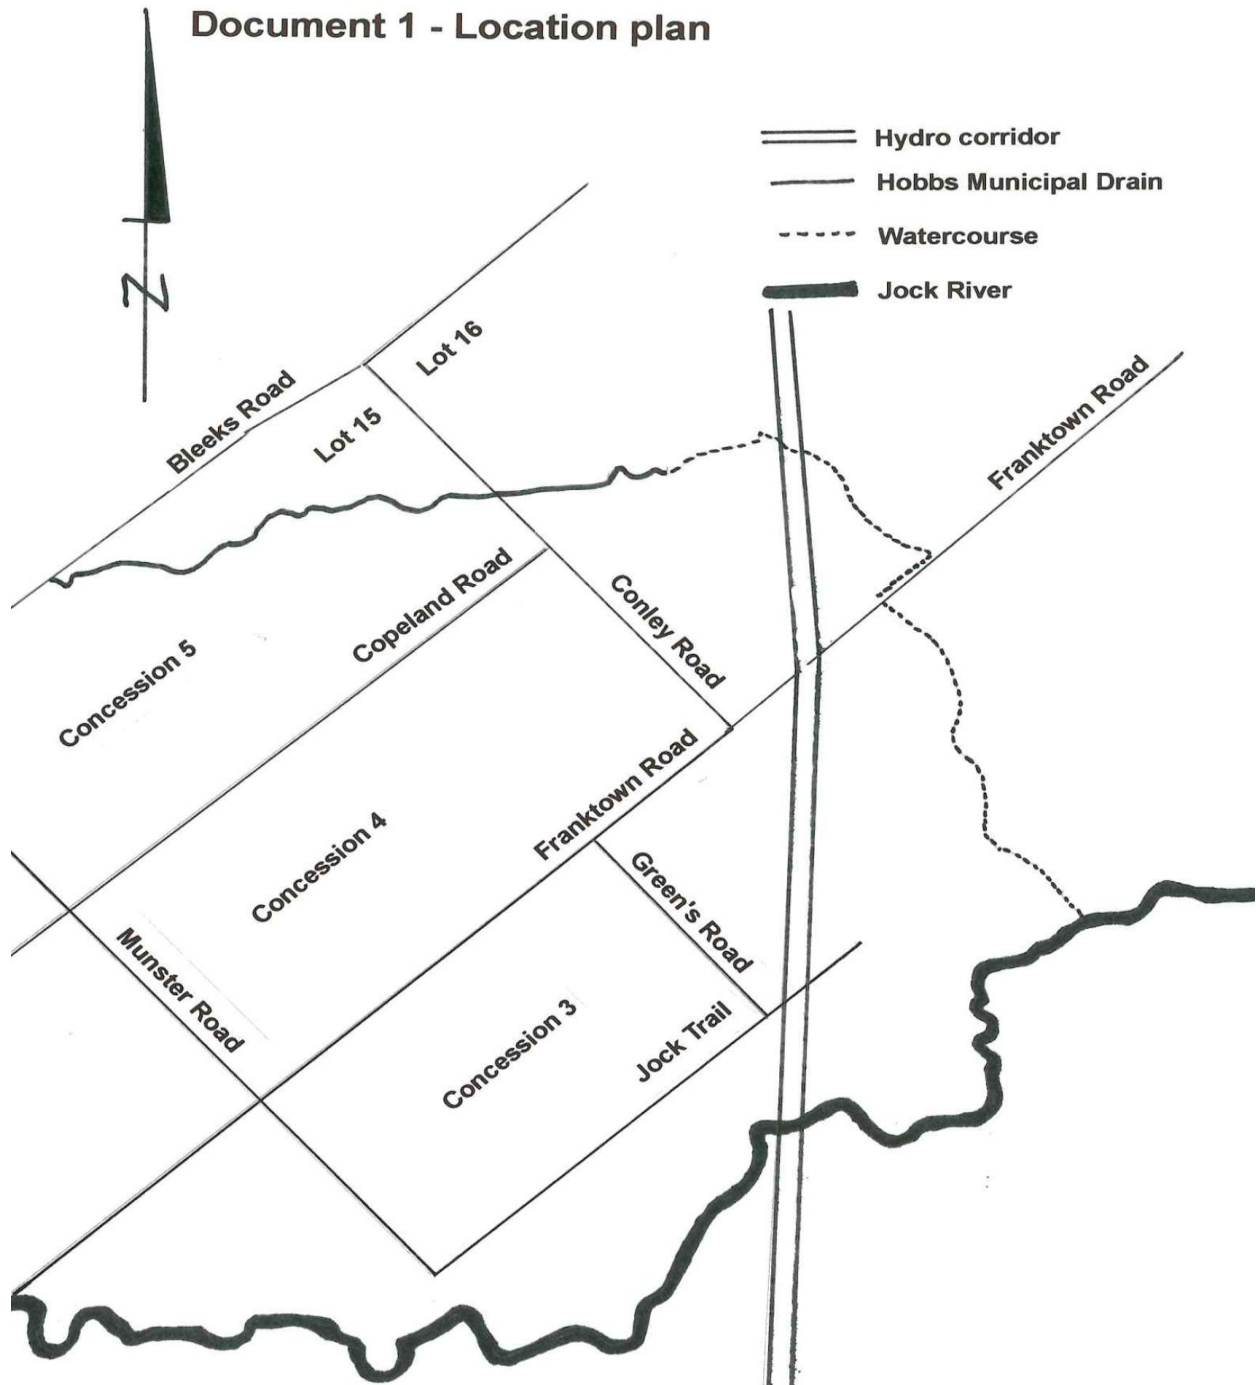 Document 1 - Location plan
Hydro corridor
Hobbs Municipal Drain
Watercourse
Jock River
N
Lot 16
Bleeks Road
Lot 15
Franktown Road
Copeland Road
Conley Road
Concession 5
Franktown Road
Concession 4
Green's Road
Munster Road
Concession 3
Jock Trail